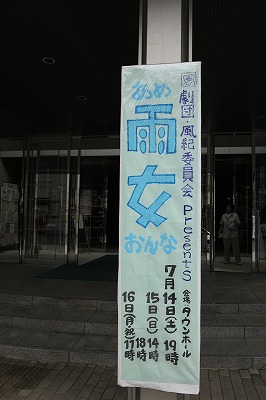 劇団・風紀委員会 presents
あめ
雨女
おんな
会場・タウンホール
7月14日(土) 19時
15日(日) 14時
18時
16日(月・祝) 17時